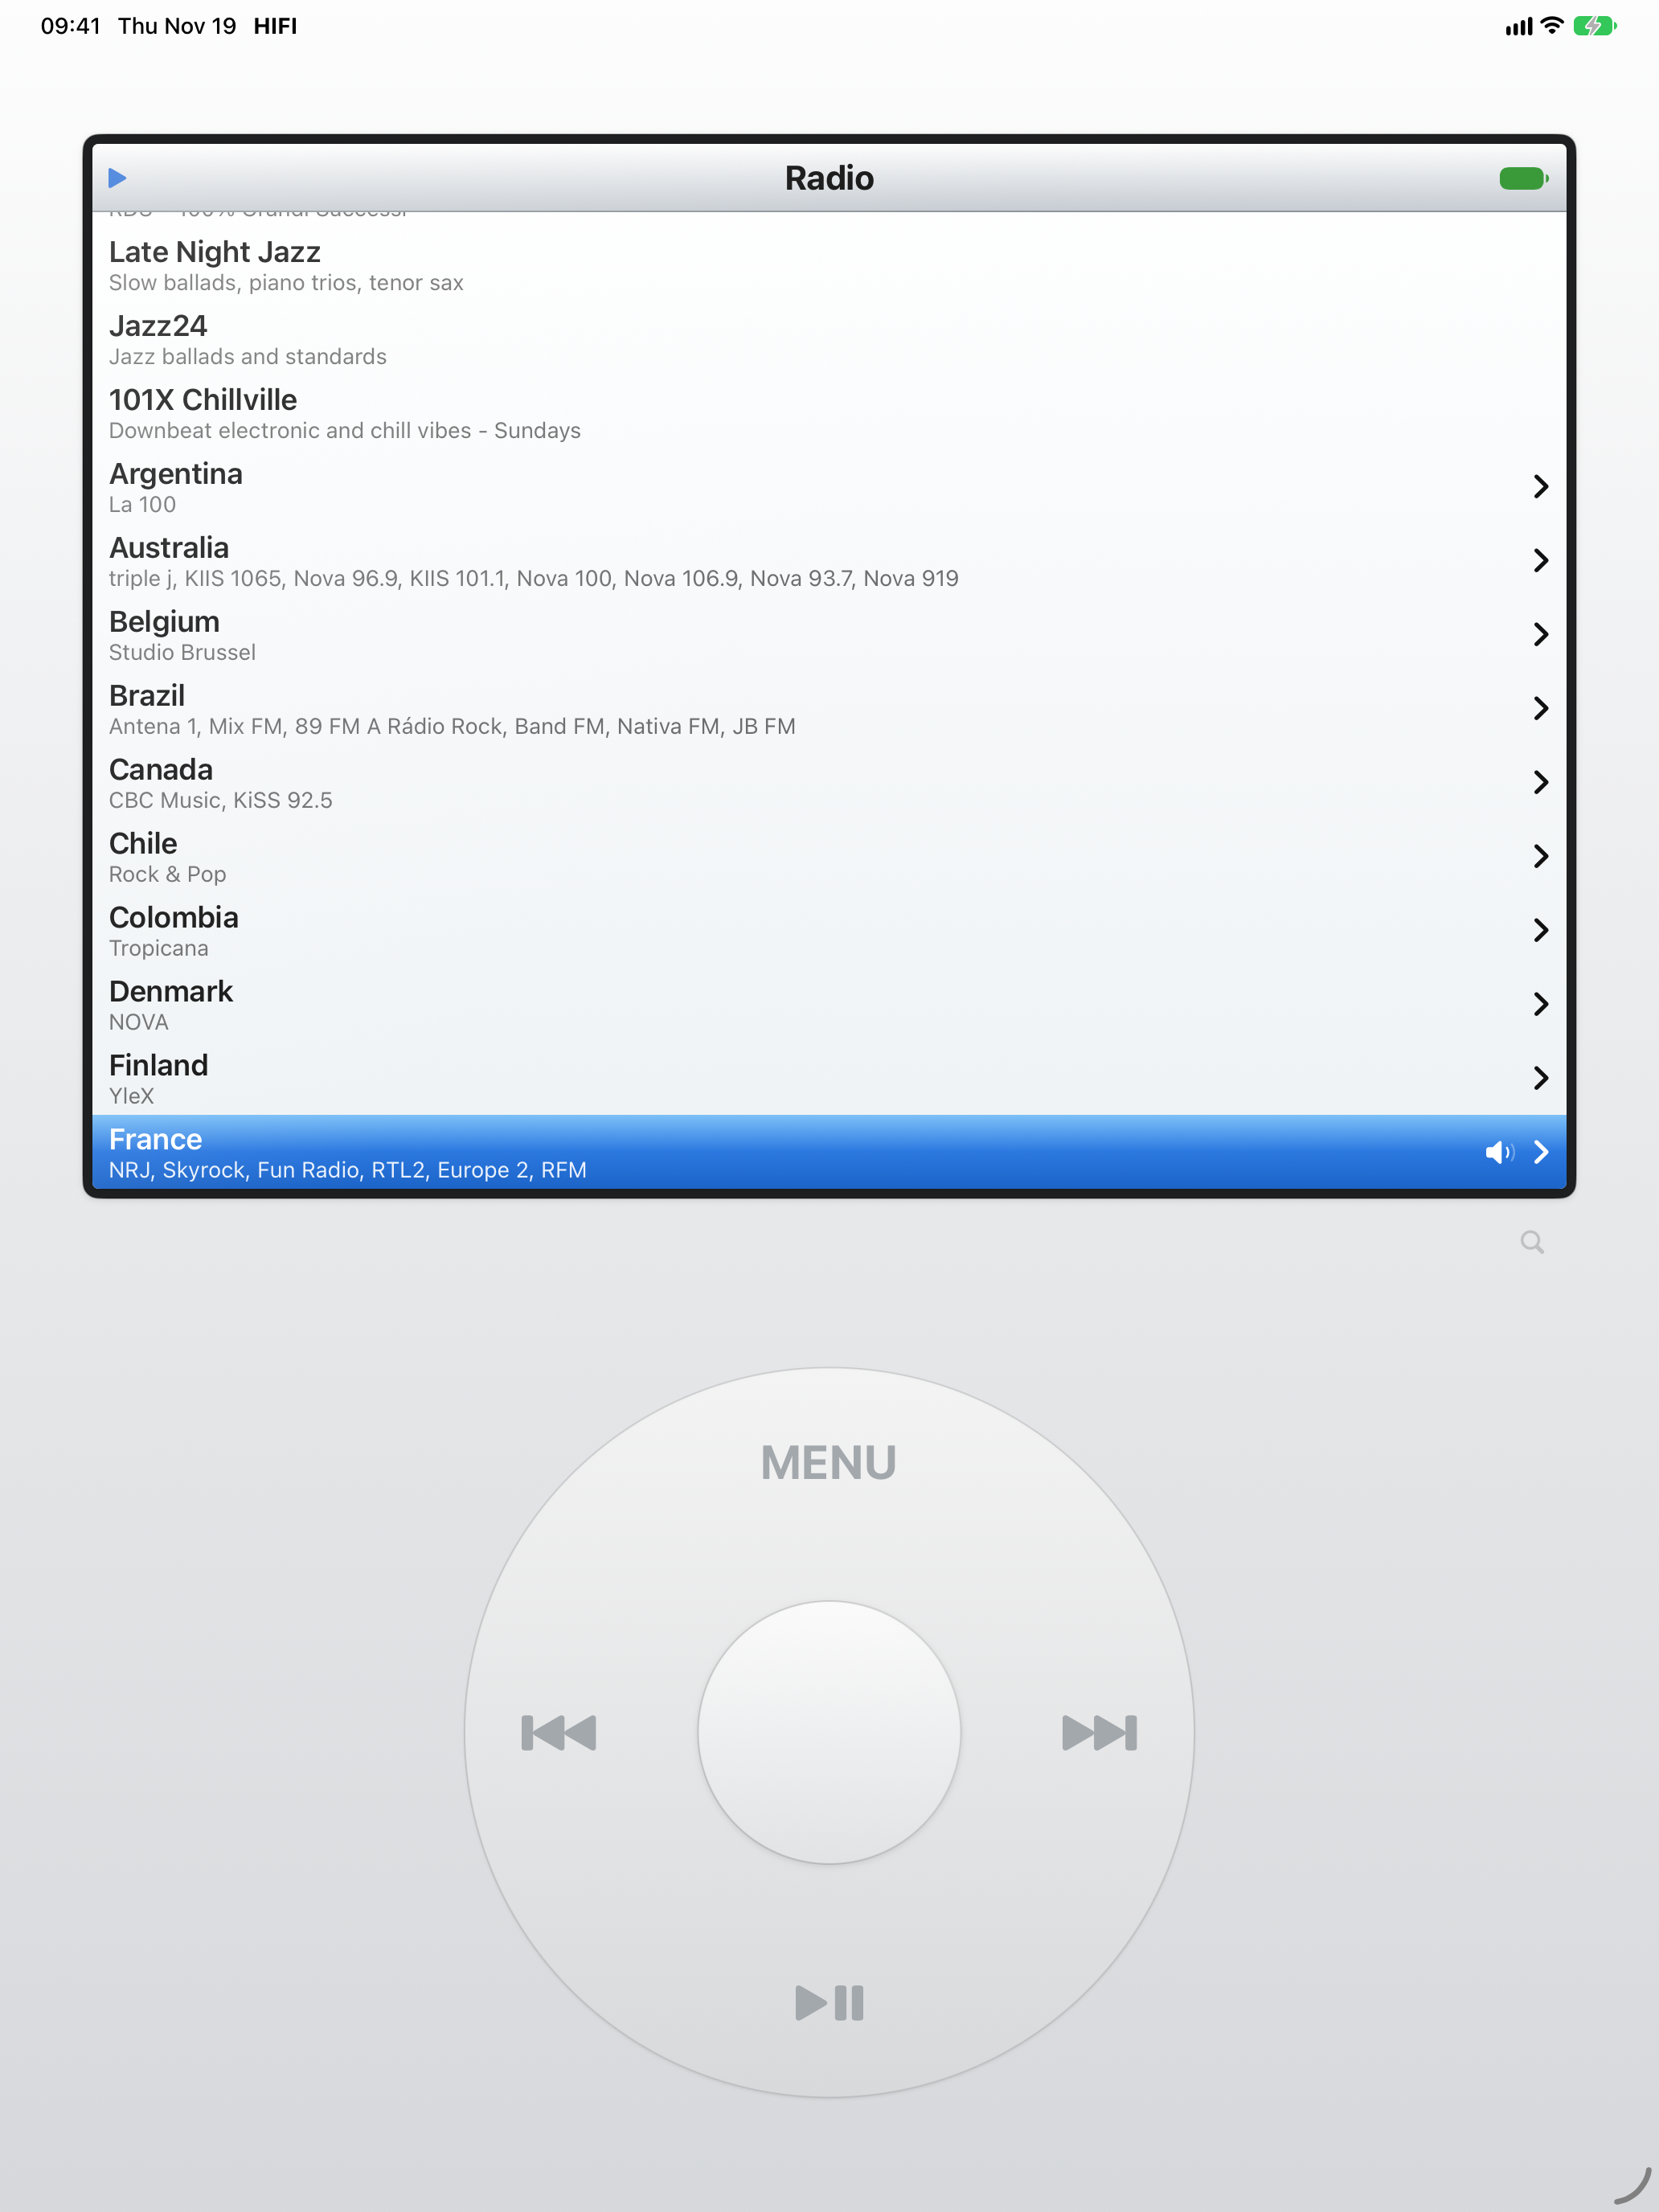 09:41 Thu Nov 19 HIFI
Radio
RDS - 100% Grandi Successi
Late Night Jazz
Slow ballads, piano trios, tenor sax
Jazz24
Jazz ballads and standards
101X Chillville
Downbeat electronic and chill vibes - Sundays
Argentina
La 100
Australia
triple j, KIIS 1065, Nova 96.9, KIIS 101.1, Nova 100, Nova 106.9, Nova 93.7, Nova 919
Belgium
Studio Brussel
Brazil
Antena 1, Mix FM, 89 FM A Rádio Rock, Band FM, Nativa FM, JB FM
Canada
CBC Music, KiSS 92.5
Chile
Rock & Pop
Colombia
Tropicana
Denmark
NOVA
Finland
YleX
France
NRJ, Skyrock, Fun Radio, RTL2, Europe 2, RFM
MENU